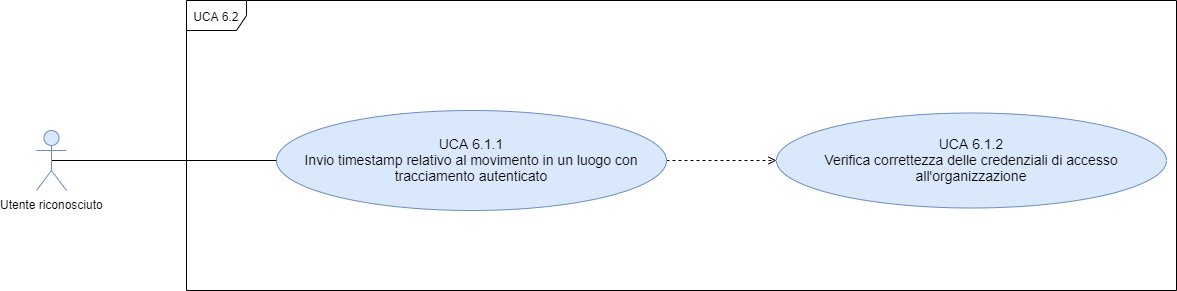 UCA 6.2
UCA 6.1.1
Invio timestamp relativo al movimento in un luogo con
tracciamento autenticato
UCA 6.1.2
Verifica correttezza delle credenziali di accesso
all'organizzazione
Utente riconosciuto